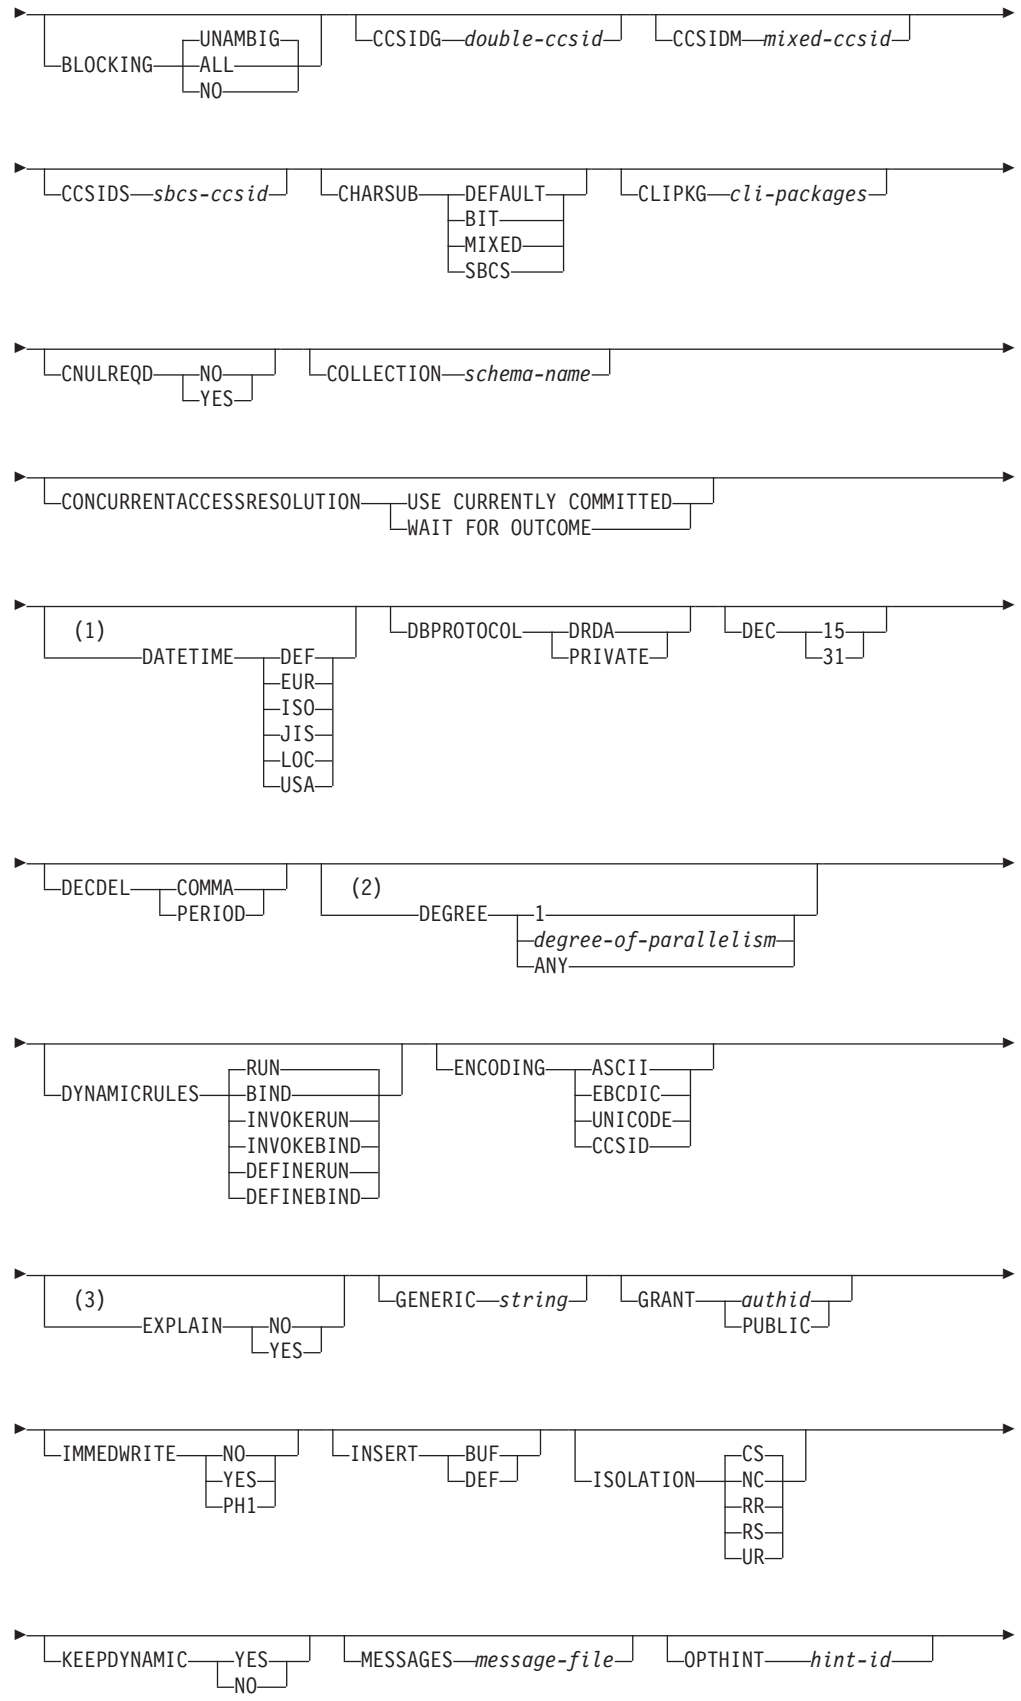 UNAMBIG
BLOCKING ALL
NO
CCSIDG double-ccsid
CCSIDM mixed-ccsid
CCSIDS sbcs-ccsid
CHARSUB DEFAULT
BIT
MIXED
SBCS
CLIPKG cli-packages
CNULREQD NO
YES
COLLECTION schema-name
CONCURRENTACCESSRESOLUTION USE CURRENTLY COMMITTED
WAIT FOR OUTCOME
(1)
DATETIME DEF
EUR
ISO
JIS
LOC
USA
DBPROTOCOL DRDA
PRIVATE
DEC 15
31
DECDEL COMMA
PERIOD
(2)
DEGREE 1
degree-of-parallelism
ANY
RUN
DYNAMICRULES BIND
INVOKERUN
INVOKEBIND
DEFINERUN
DEFINEBIND
ENCODING ASCII
EBCDIC
UNICODE
CCSID
(3)
EXPLAIN NO
YES
GENERIC string
GRANT authid
PUBLIC
IMMEDWRITE NO
YES
PH1
INSERT BUF
DEF
CS
ISOLATION NC
RR
RS
UR
KEEPDYNAMIC YES
NO
MESSAGES message-file
OPTHINT hint-id